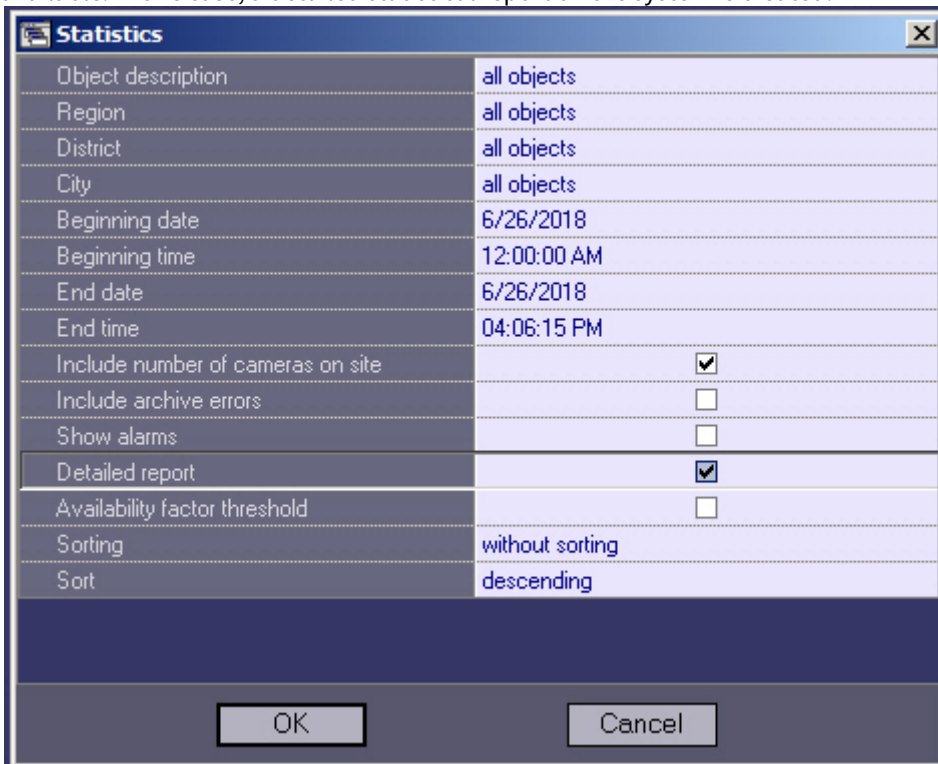 Statistics
Object description all objects
Region all objects
District all objects
City all objects
Beginning date 6/26/2018
Beginning time 12:00:00 AM
End date 6/26/2018
End time 04:06:15 PM
Include number of cameras on site
Include archive errors
Show alarms
Detailed report
Availability factor threshold
Sorting without sorting
Sort descending
OK Cancel